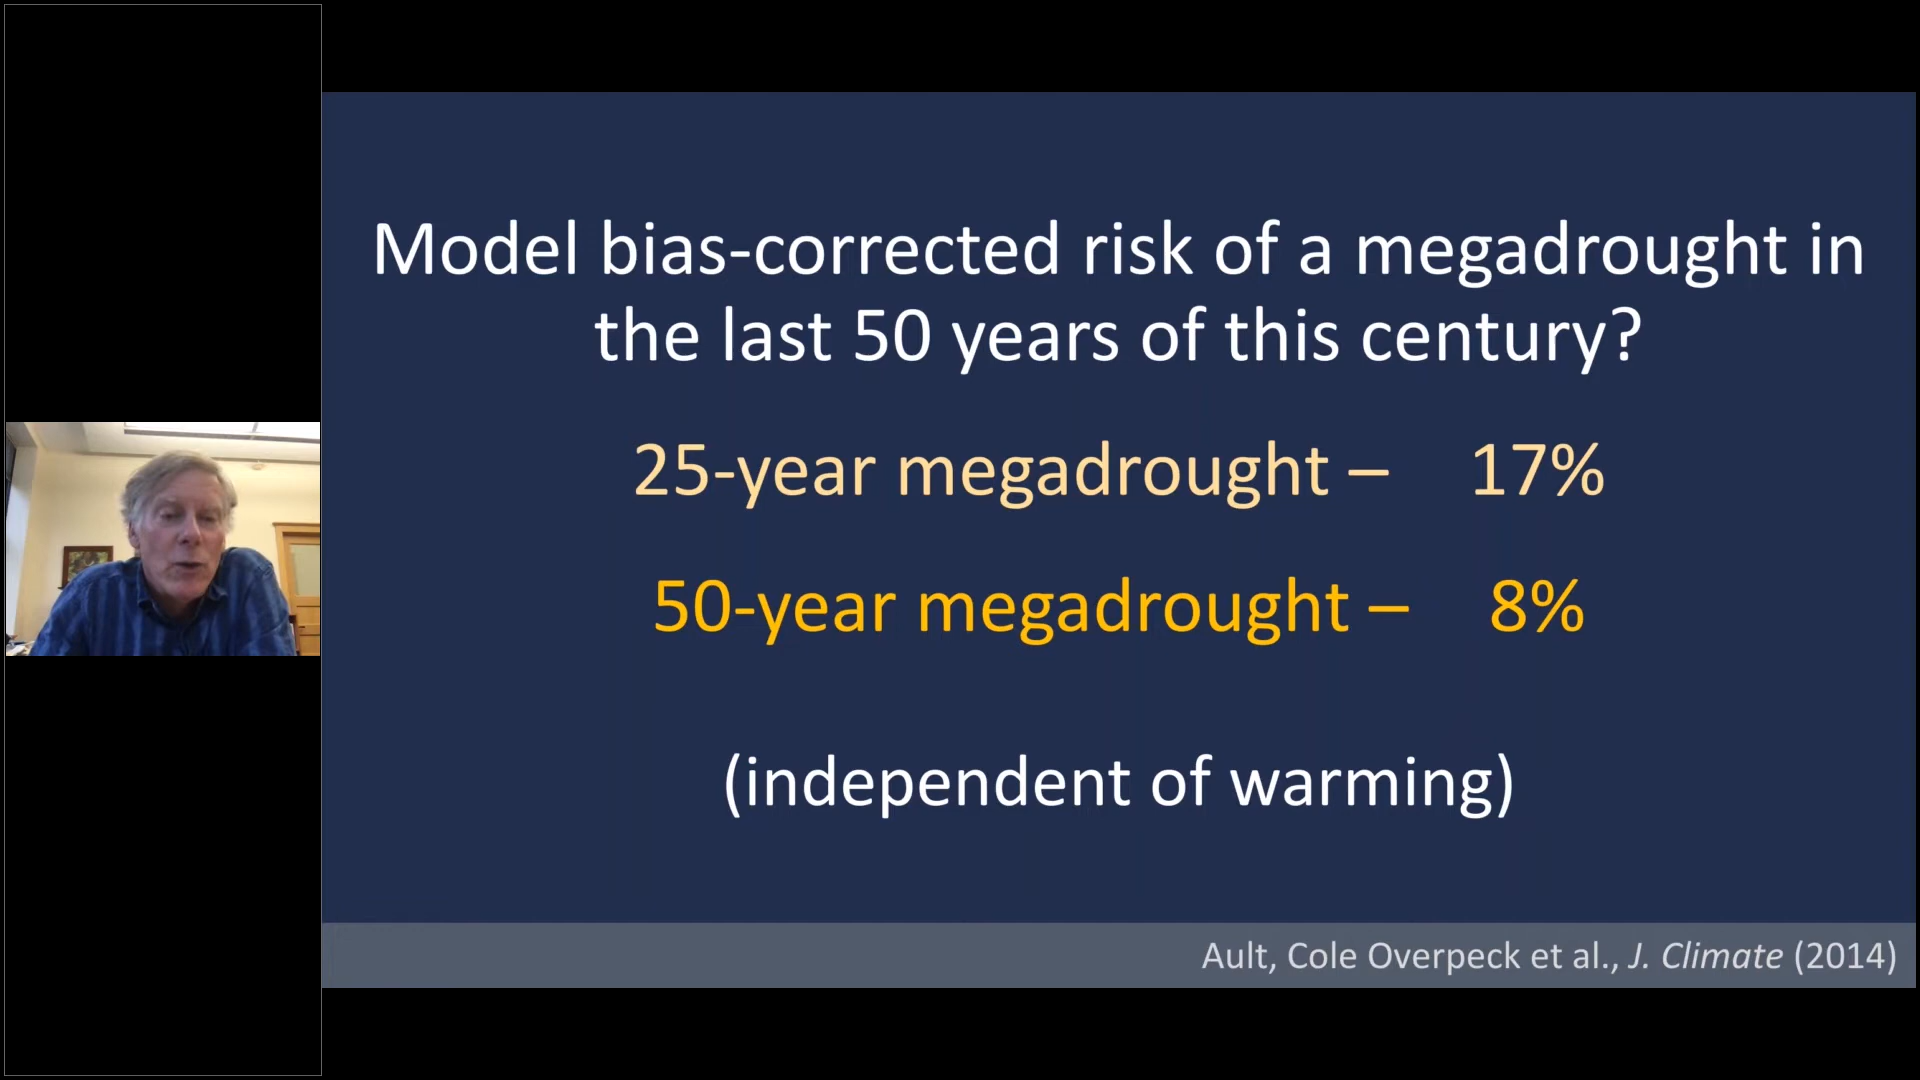 Model bias-corrected risk of a megadrought in
the last 50 years of this century?
25-year megadrought – 17%
50-year megadrought – 8%
(independent of warming)
Ault, Cole Overpeck et al., J. Climate (2014)